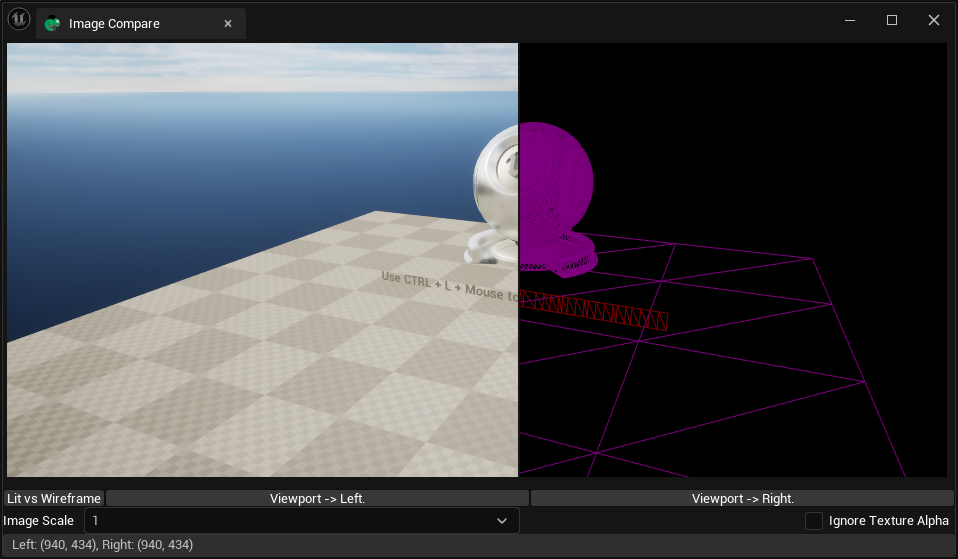 Image Compare
Use CTRL + L + Mouse to
Lit vs Wireframe
Viewport -> Left.
Viewport -> Right.
Image Scale
1
Ignore Texture Alpha
Left: (940, 434), Right: (940, 434)